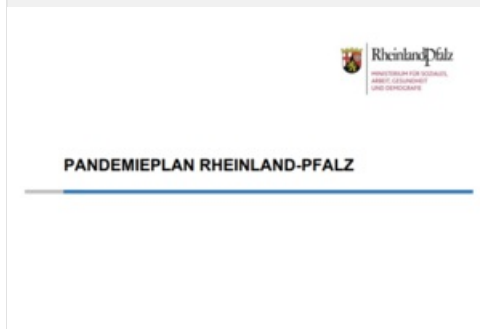 RheinlandPfalz
MINISTERIUM FÜR SOZIALES,
ARBEIT, GESUNDHEIT
UND DEMOGRAFIE
PANDEMIEPLAN RHEINLAND-PFALZ